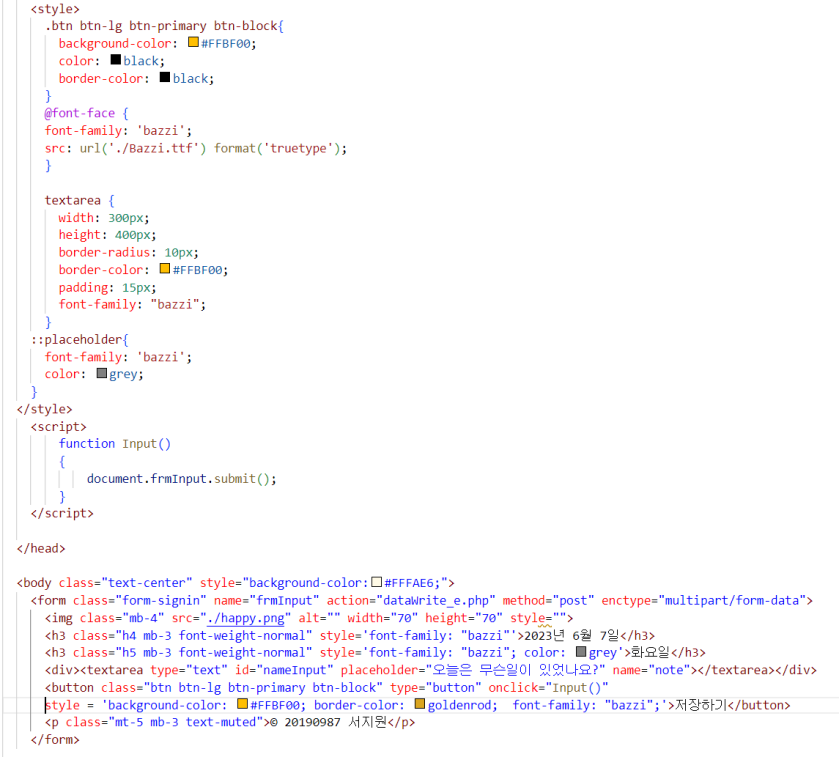 <style>
.btn btn-lg btn-primary btn-block{
background-color: #FFBF00;
color: black;
border-color: black;
}
@font-face {
font-family: 'bazzi';
src: url('./Bazzi.ttf') format('truetype');
}
textarea {
width: 300px;
height: 400px;
border-radius: 10px;
border-color: #FFBF00;
padding: 15px;
font-family: "bazzi";
}
::placeholder{
font-family: 'bazzi';
color: grey;
}
</style>
<script>
function Input()
{
document.frmInput.submit();
}
</script>
</head>
<body class="text-center" style="background-color:#FFFAE6;">
<form class="form-signin" name="frmInput" action="dataWrite_e.php" method="post" enctype="multipart/form-data">
<img class="mb-4" src="./happy.png" alt="" width="70" height="70" style="">
<h3 class="h4 mb-3 font-weight-normal" style='font-family: "bazzi"'>2023년 6월 7일</h3>
<h3 class="h5 mb-3 font-weight-normal" style='font-family: "bazzi"; color: grey'>화요일</h3>
<div><textarea type="text" id="nameInput" placeholder="오늘은 무슨일이 있었나요?" name="note"></textarea></div>
<button class="btn btn-lg btn-primary btn-block" type="button" onclick="Input()"
style = 'background-color: #FFBF00; border-color: goldenrod;  font-family: "bazzi";'>저장하기</button>
<p class="mt-5 mb-3 text-muted">© 20190987 서지원</p>
</form>